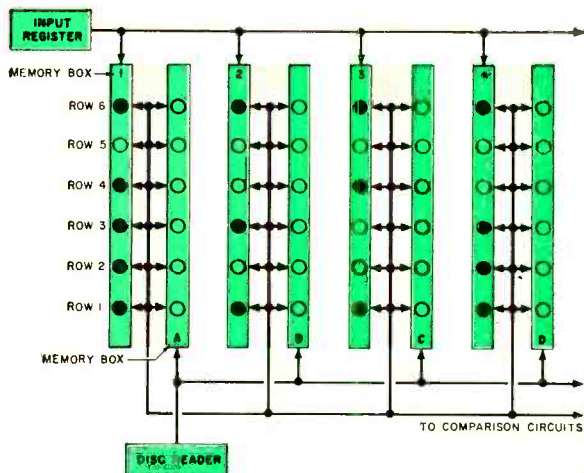 INPUT
REGISTER
MEMORY BOX
1
2
3
4
ROW 6
ROW 5
ROW 4
ROW 3
ROW 2
ROW 1
A
B
C
D
MEMORY BOX
TO COMPARISON CIRCUITS
DISC READER